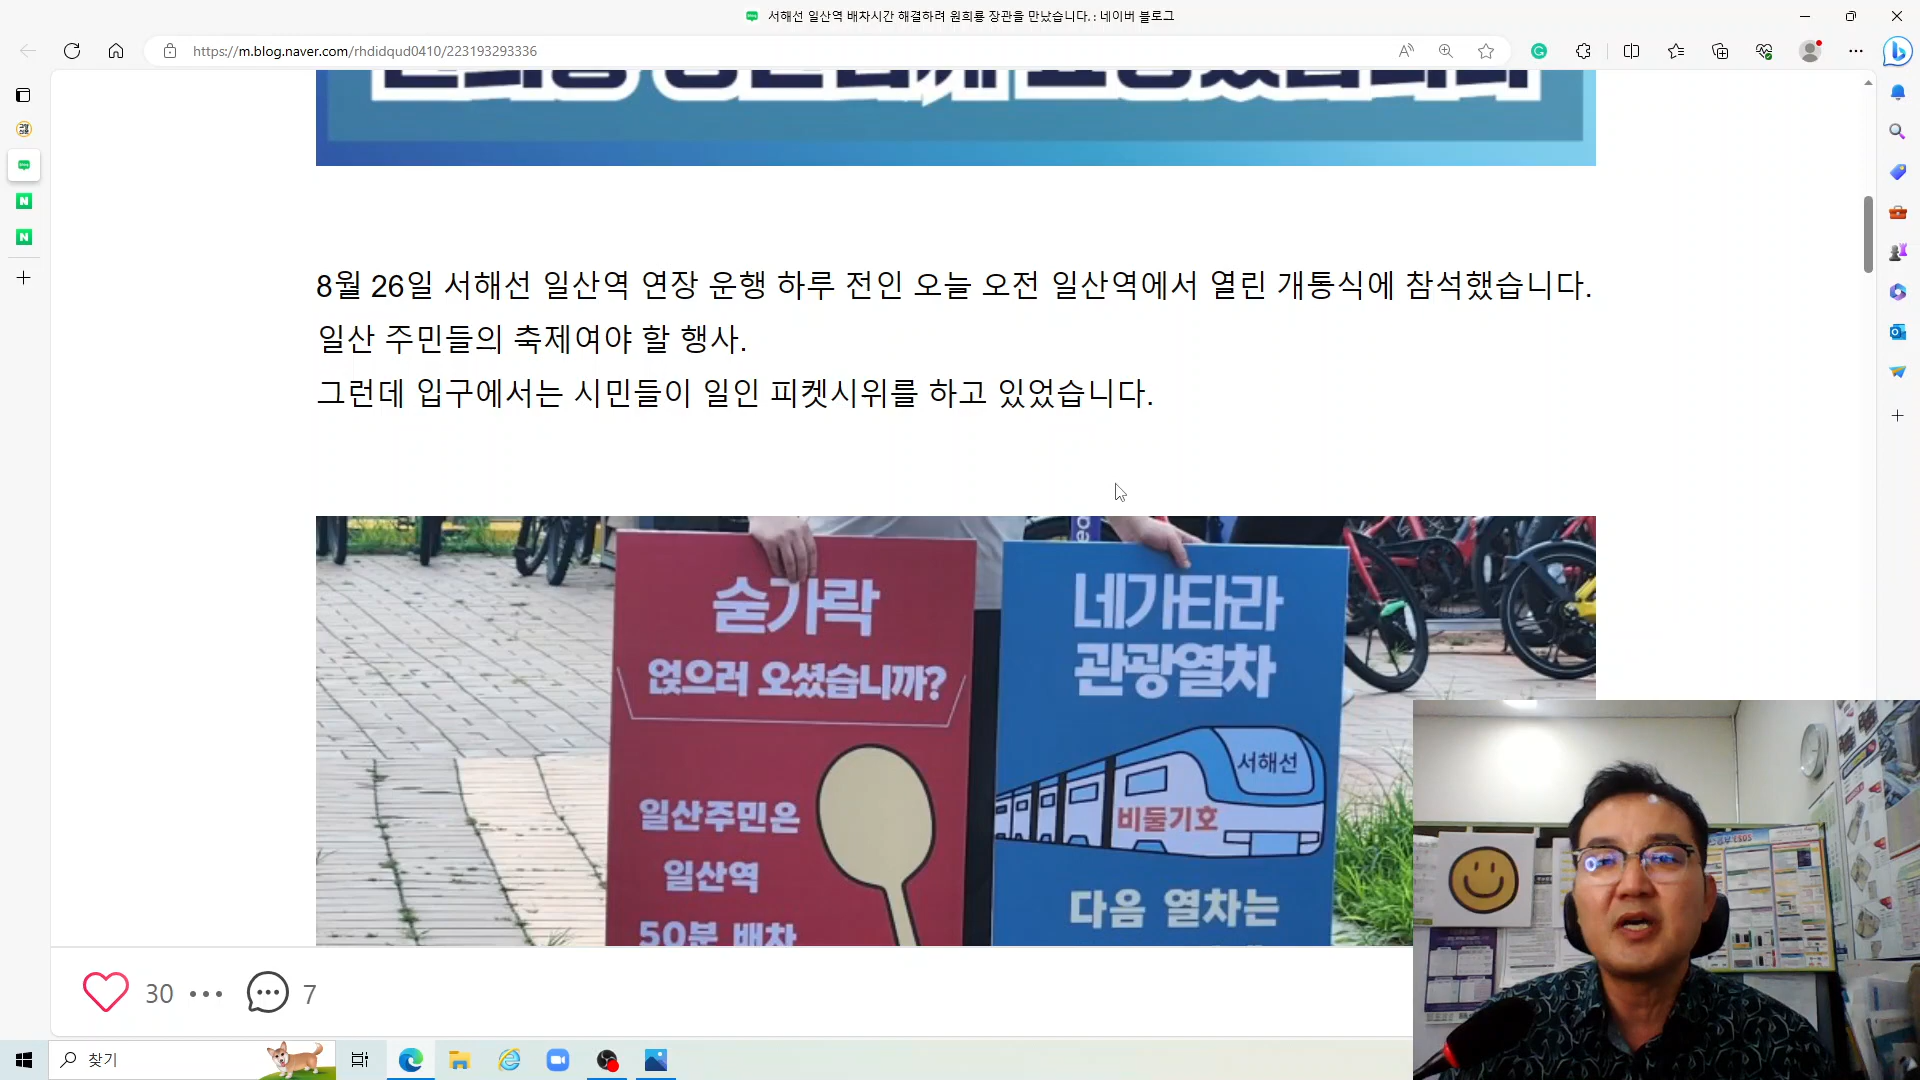 서해선 일산역 배차시간 해결하려 원희룡 장관을 만났습니다. : 네이버 블로그
https://m.blog.naver.com/rhdidqud0410/223193293336
8월 26일 서해선 일산역 연장 운행 하루 전인 오늘 오전 일산역에서 열린 개통식에 참석했습니다.
일산 주민들의 축제여야 할 행사.
그런데 입구에서는 시민들이 일인 피켓시위를 하고 있었습니다.
숟가락
얹으러 오셨습니까?
일산주민은
일산역
50분 배차
네가타라
관광열차
서해선
비둘기호
다음 열차는
30
7
찾기